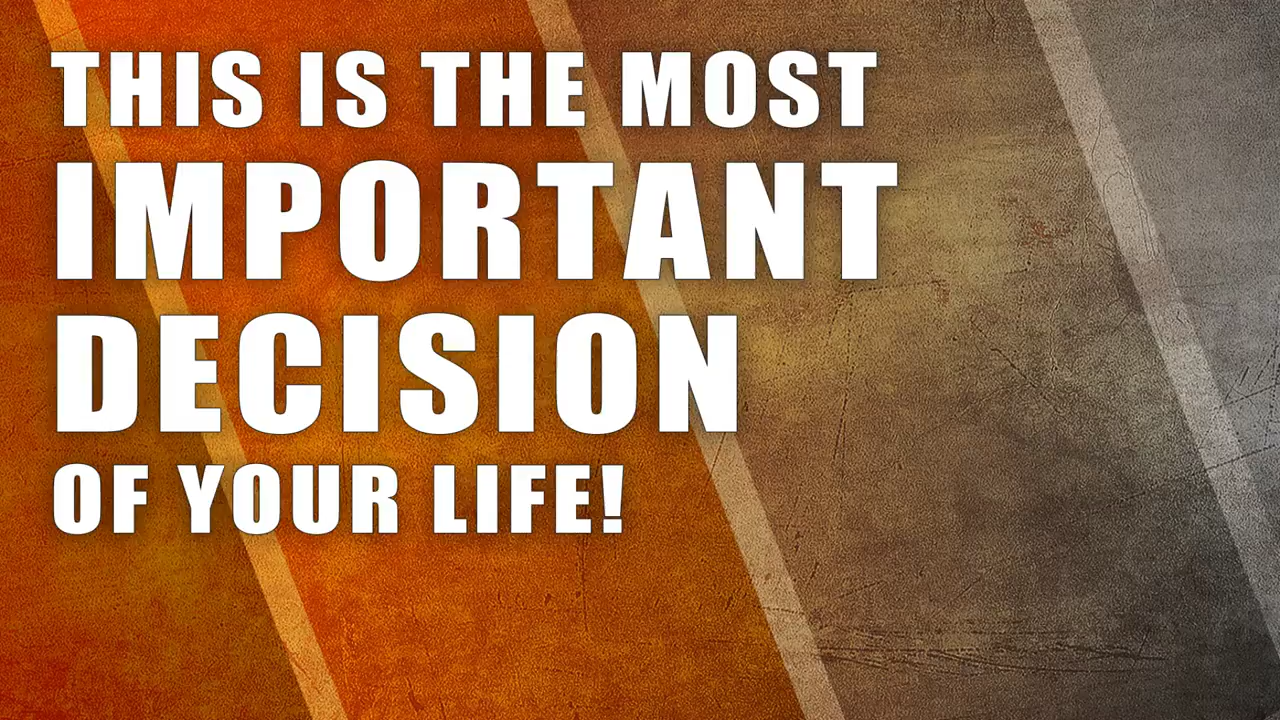 THIS IS THE MOST
IMPORTANT
DECISION
OF YOUR LIFE!